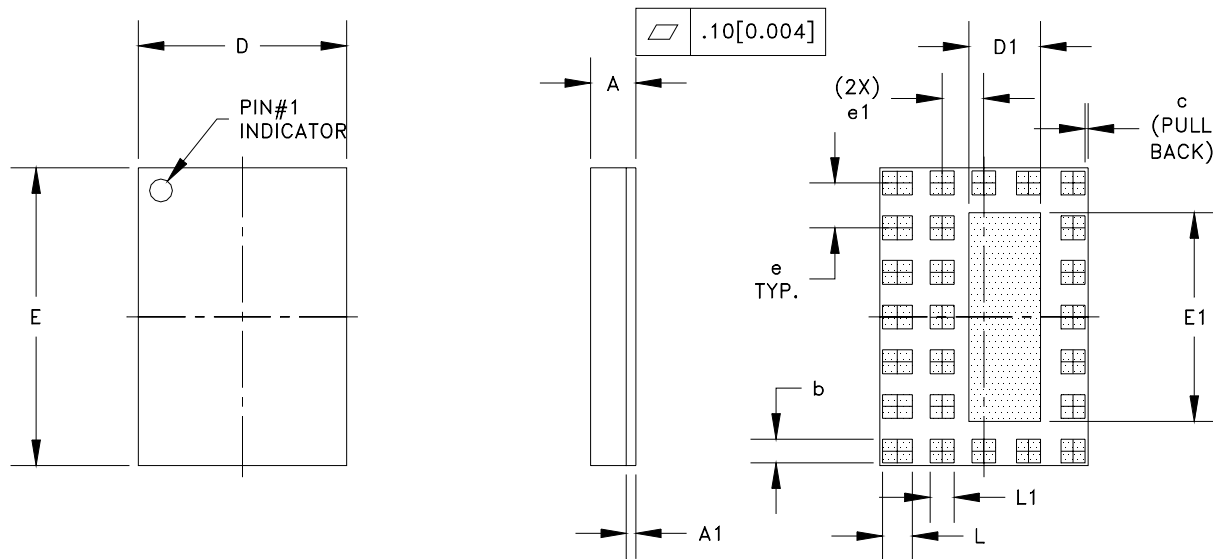 .10[0.004]
D
A
D1
(2X)
e1
c
(PULL
BACK)
PIN#1
INDICATOR
e
TYP.
E
E1
b
L1
A1
L